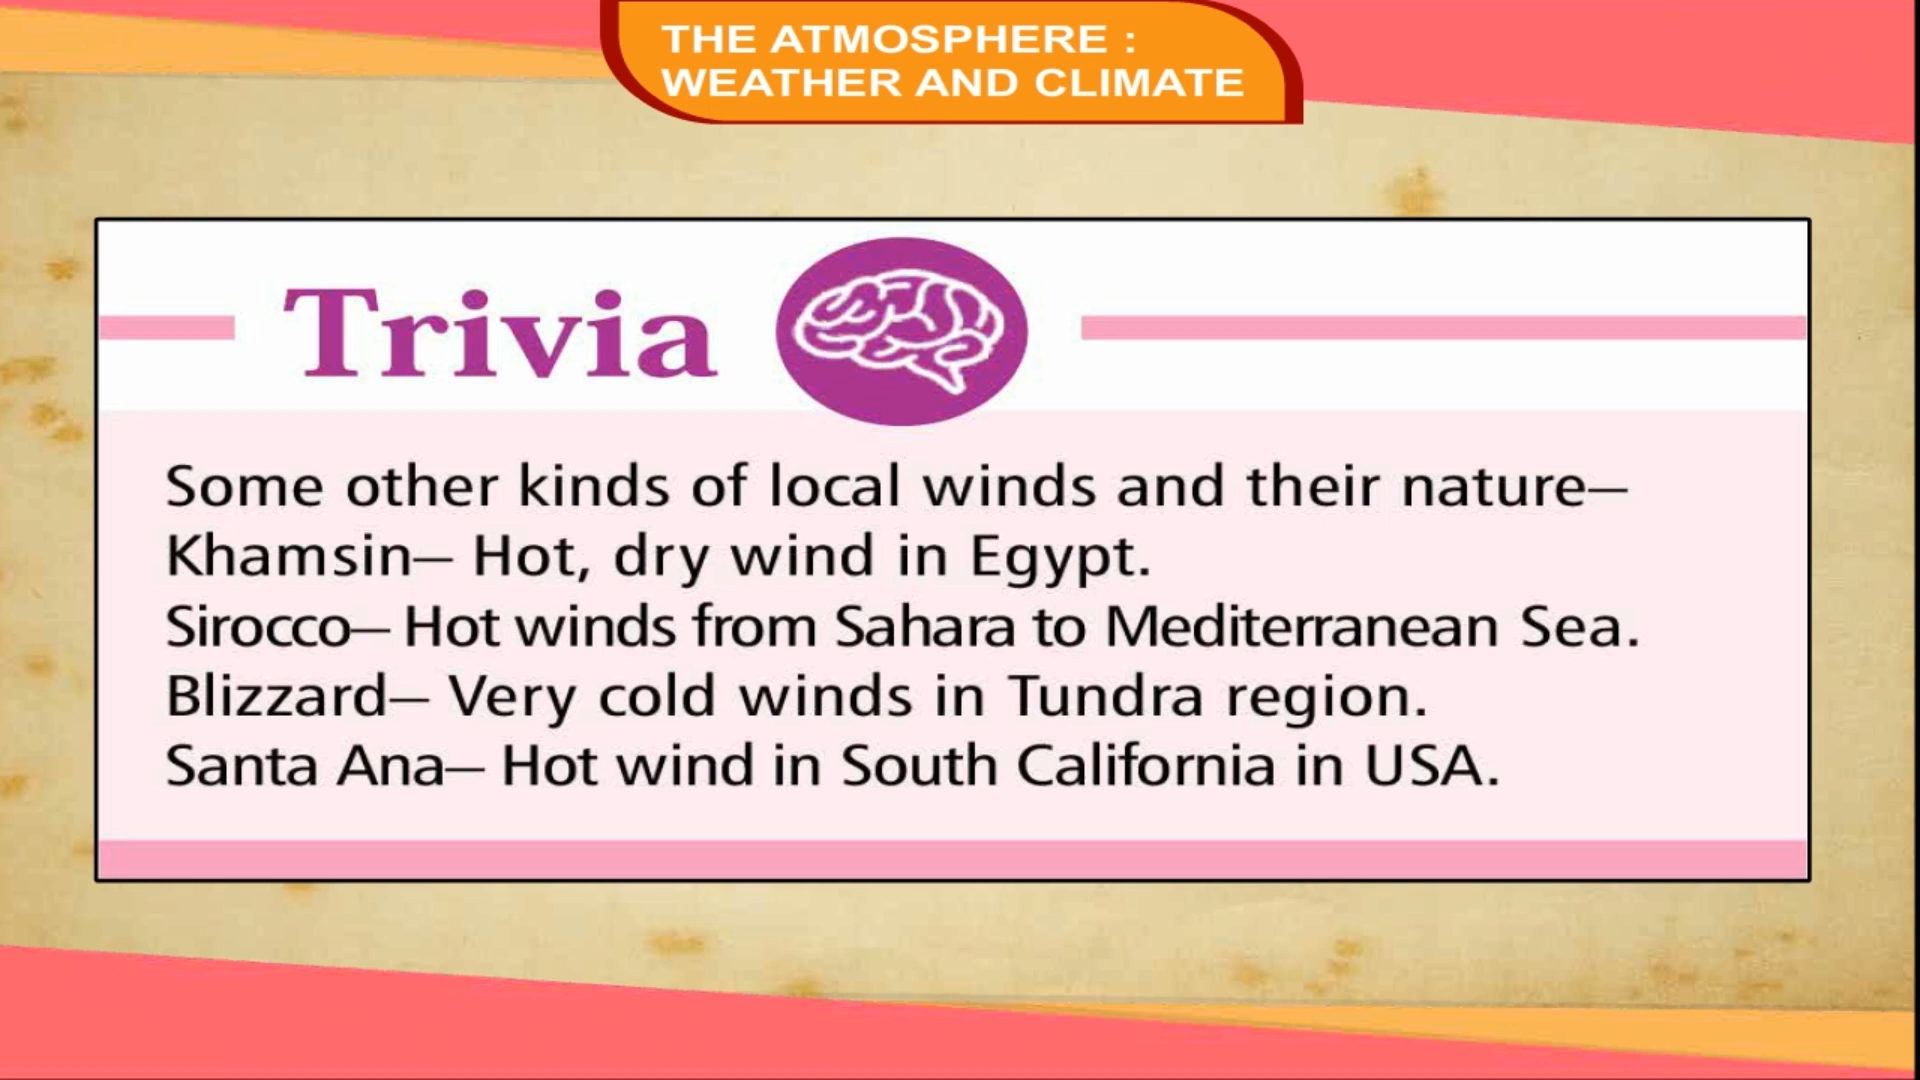 THE ATMOSPHERE :
WEATHER AND CLIMATE
Trivia
Some other kinds of local winds and their nature—
Khamsin— Hot, dry wind in Egypt.
Sirocco— Hot winds from Sahara to Mediterranean Sea.
Blizzard— Very cold winds in Tundra region.
Santa Ana— Hot wind in South California in USA.